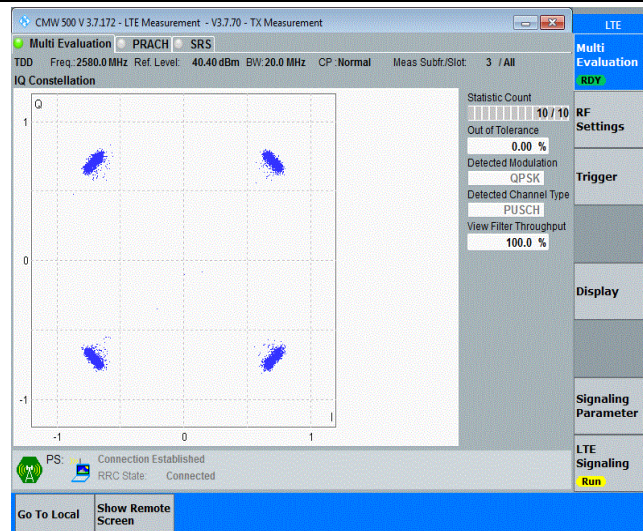 CMW 500 V 3.7.172 - LTE Measurement - V3.7.70 - TX Measurement
LTE
Multi Evaluation PRACH SRS
Multi
Evaluation
RDY
TDD Freq.:2580.0 MHz Ref. Level: 40.40 dBm BW:20.0 MHz CP :Normal Meas Subfr./Slot: 3 / All
IQ Constellation
Q
1
0
-1
I
-1
0
1
Statistic Count
10 / 10
Out of Tolerance
0.00 %
Detected Modulation
QPSK
Detected Channel Type
PUSCH
View Filter Throughput
100.0 %
RF
Settings
Trigger
Display
Signaling
Parameter
LTE
Signaling
Run
PS: Connection Established
RRC State: Connected
Go To Local
Show Remote
Screen